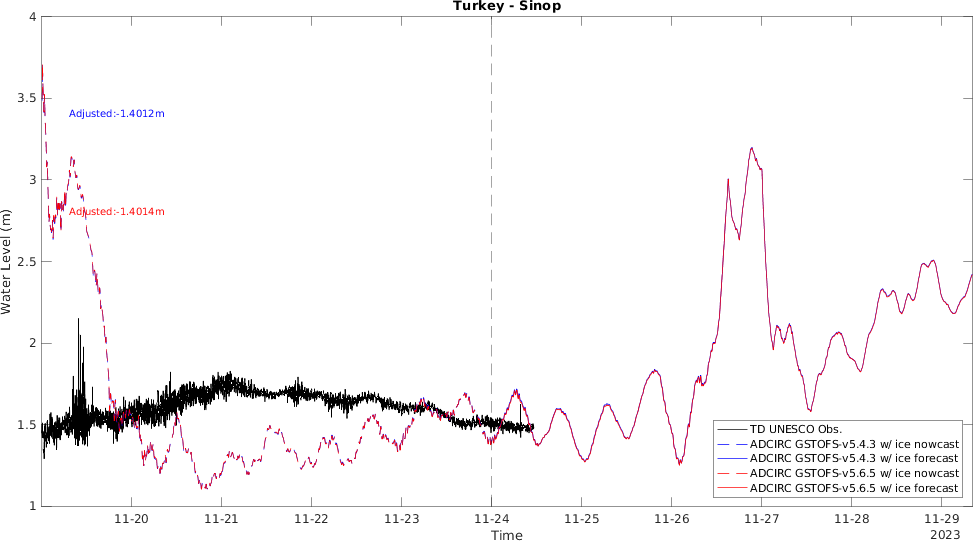 Turkey - Sinop
4
3.5
3
2.5
2
1.5
1
Water Level (m)
Adjusted:-1.4012m
Adjusted:-1.4014m
TD UNESCO Obs.
ADCIRC GSTOFS-v5.4.3 w/ ice nowcast
ADCIRC GSTOFS-v5.4.3 w/ ice forecast
ADCIRC GSTOFS-v5.6.5 w/ ice nowcast
ADCIRC GSTOFS-v5.6.5 w/ ice forecast
11-20 11-21 11-22 11-23 11-24 11-25 11-26 11-27 11-28 11-29
2023
Time